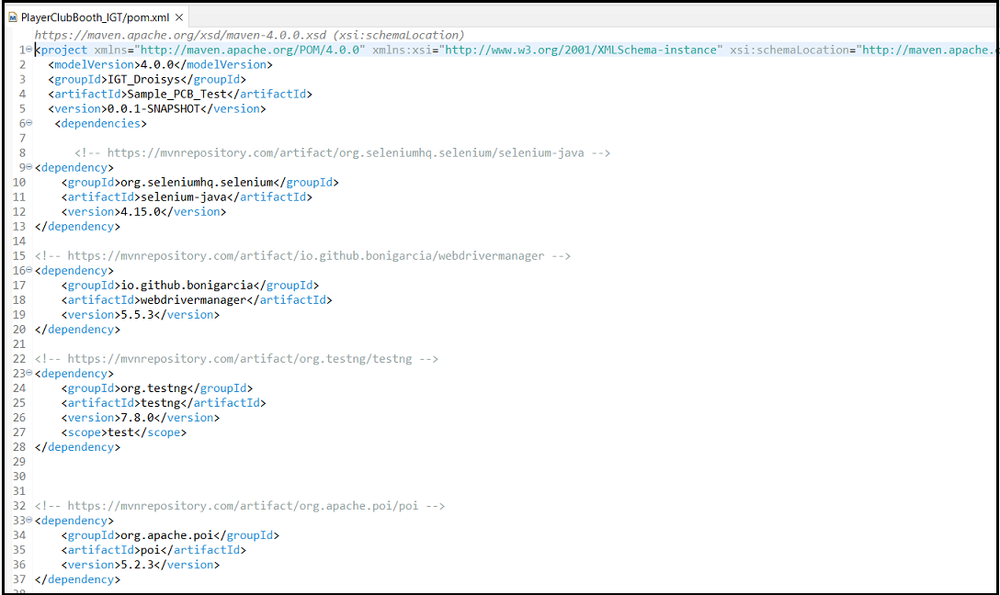 PlayerClubBooth_IGT/pom.xml
https://maven.apache.org/xsd/maven-4.0.0.xsd (xsi:schemaLocation)
1 <project xmlns="http://maven.apache.org/POM/4.0.0" xmlns:xsi="http://www.w3.org/2001/XMLSchema-instance" xsi:schemaLocation="http://maven.apache.
2 <modelVersion>4.0.0</modelVersion>
3 <groupId>IGT_Droisys</groupId>
4 <artifactId>Sample_PCB_Test</artifactId>
5 <version>0.0.1-SNAPSHOT</version>
6 <dependencies>
7
8 <!-- https://mvnrepository.com/artifact/org.seleniumhq.selenium/selenium-java -->
9 <dependency>
10 <groupId>org.seleniumhq.selenium</groupId>
11 <artifactId>selenium-java</artifactId>
12 <version>4.15.0</version>
13 </dependency>
14
15 <!-- https://mvnrepository.com/artifact/io.github.bonigarcia/webdrivermanager -->
16 <dependency>
17 <groupId>io.github.bonigarcia</groupId>
18 <artifactId>webdrivermanager</artifactId>
19 <version>5.5.3</version>
20 </dependency>
21
22 <!-- https://mvnrepository.com/artifact/org.testng/testng -->
23 <dependency>
24 <groupId>org.testng</groupId>
25 <artifactId>testng</artifactId>
26 <version>7.8.0</version>
27 <scope>test</scope>
28 </dependency>
29
30
31
32 <!-- https://mvnrepository.com/artifact/org.apache.poi/poi -->
33 <dependency>
34 <groupId>org.apache.poi</groupId>
35 <artifactId>poi</artifactId>
36 <version>5.2.3</version>
37 </dependency>